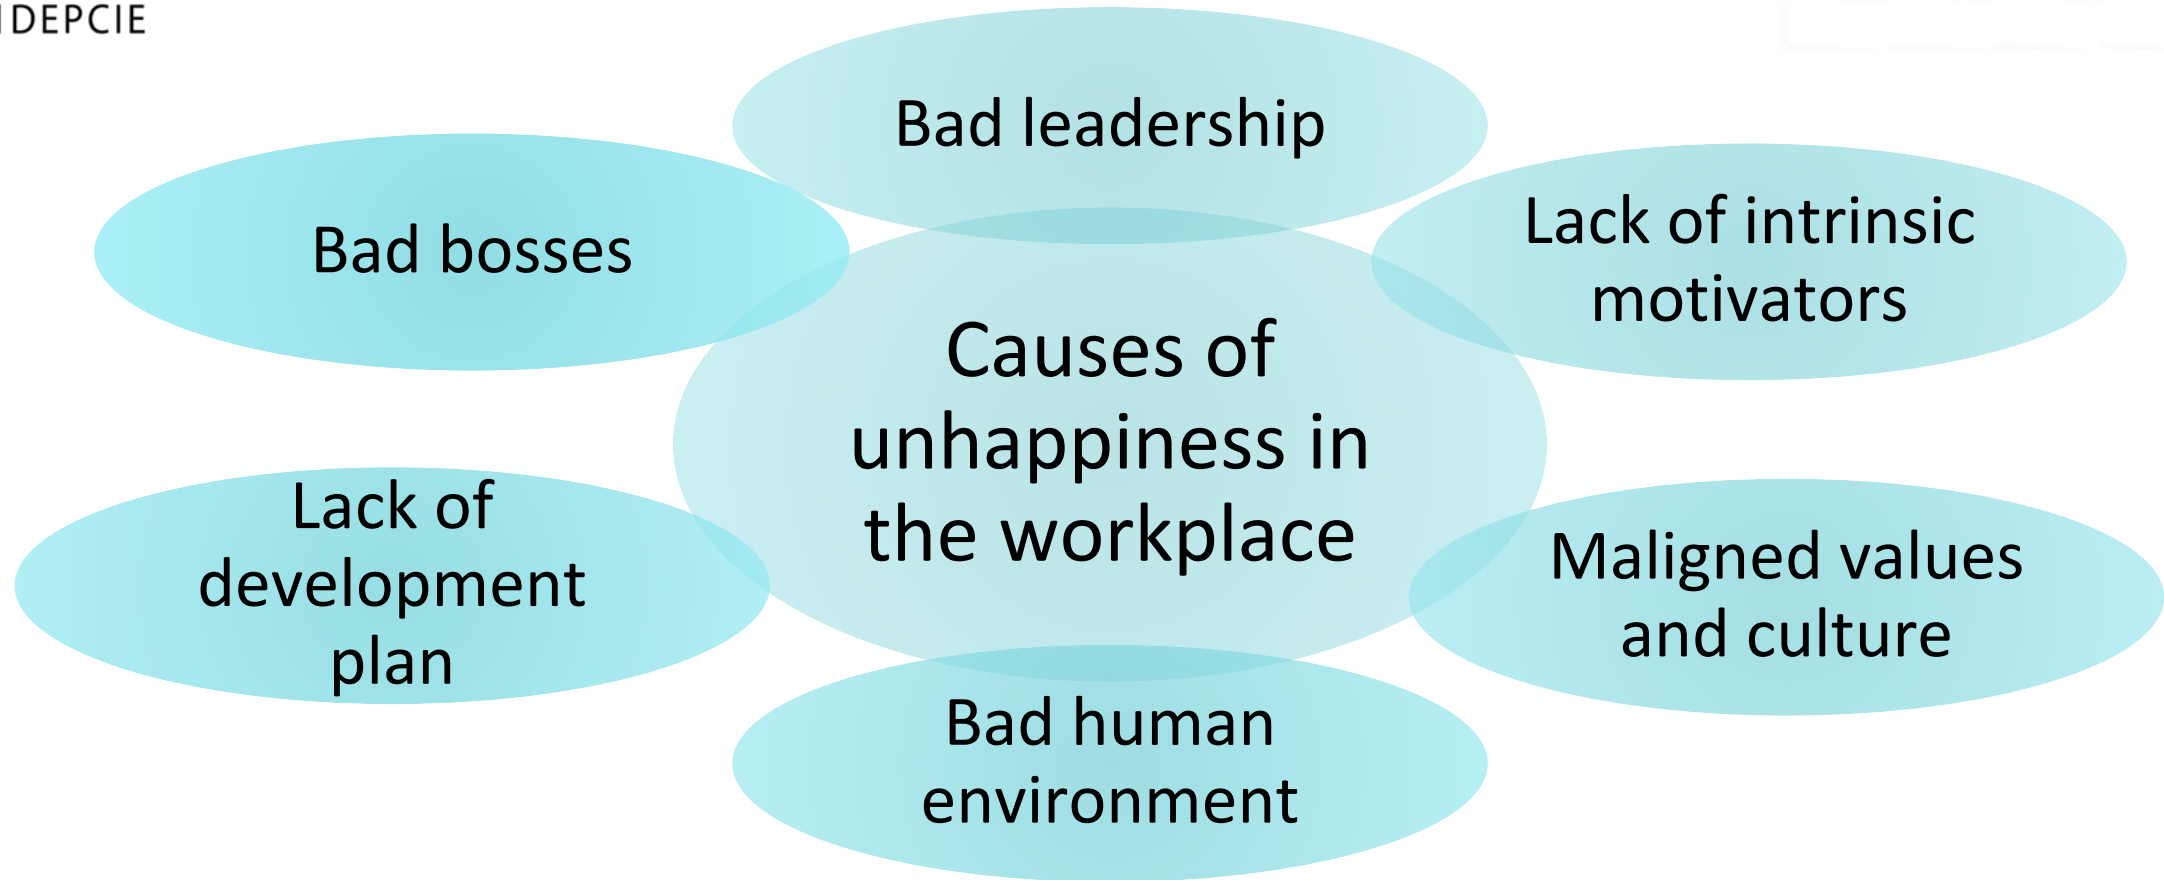 IDEPCIE
Bad leadership
Lack of intrinsic
motivators
Maligned values
and culture
Bad human
environment
Lack of
development
plan
Bad bosses
Causes of
unhappiness in
the workplace